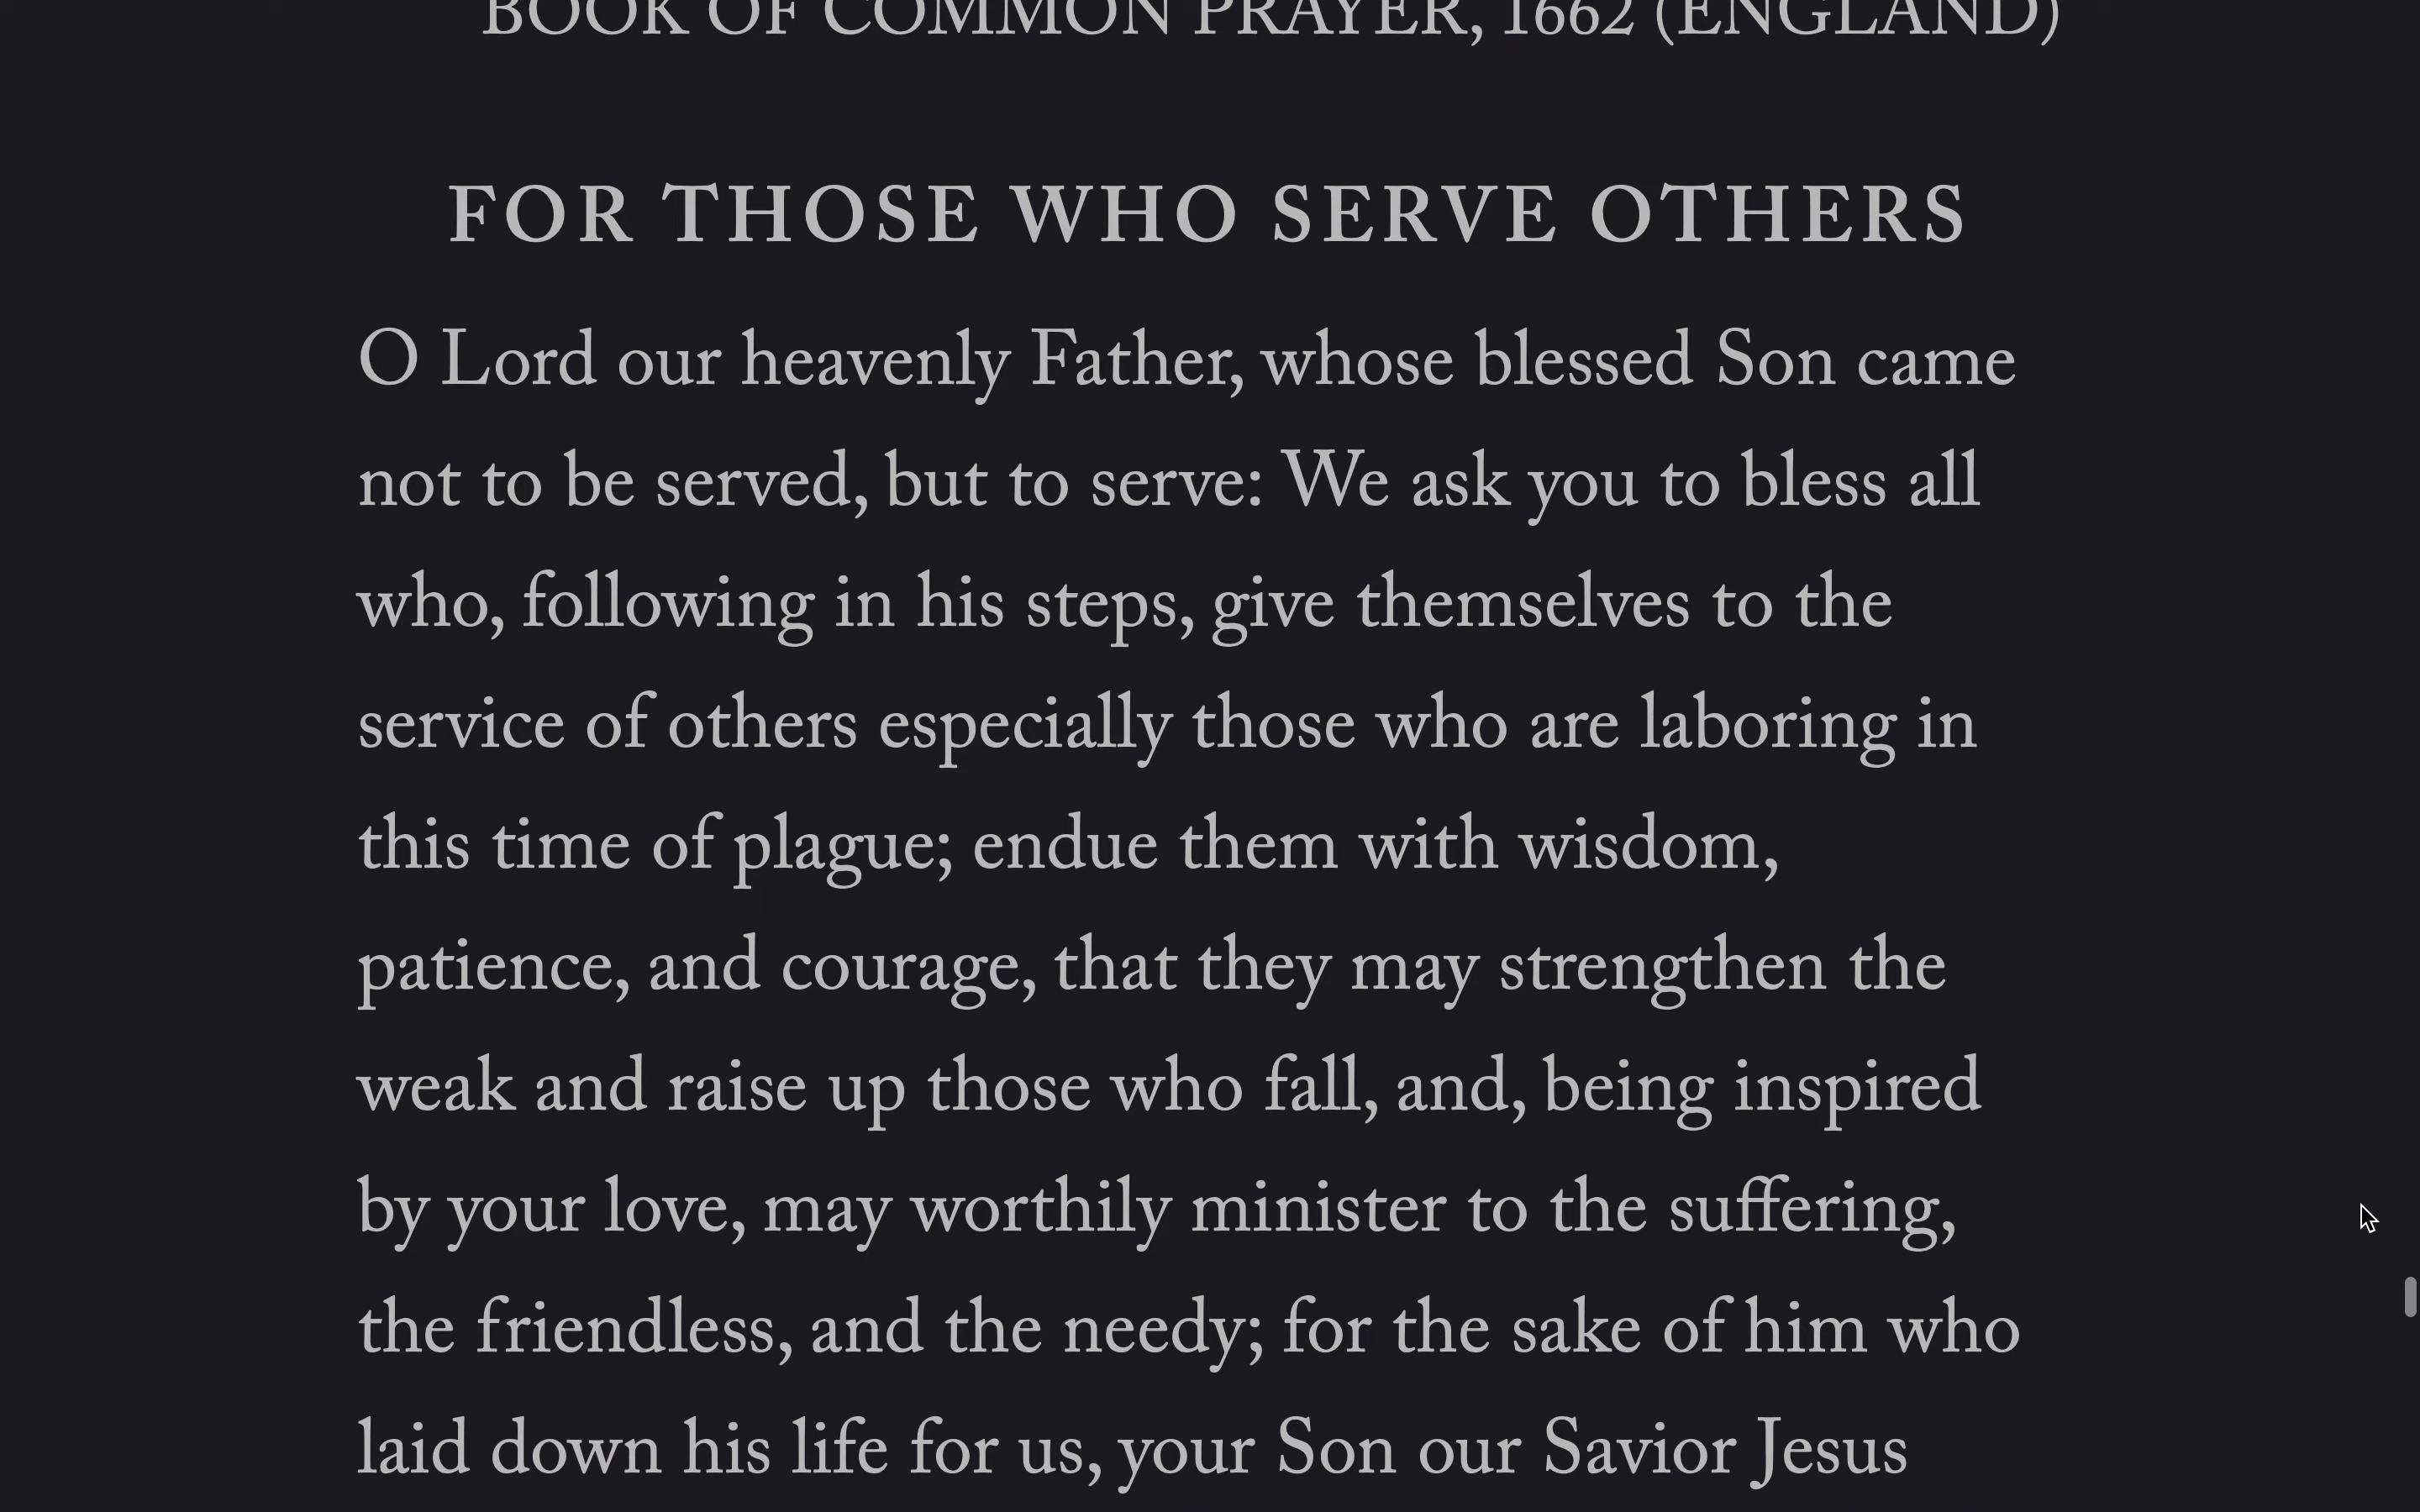 BOOK OF COMMON PRAYER, 1662 (ENGLAND)
FOR THOSE WHO SERVE OTHERS
O Lord our heavenly Father, whose blessed Son came
not to be served, but to serve: We ask you to bless all
who, following in his steps, give themselves to the
service of others especially those who are laboring in
this time of plague; endue them with wisdom,
patience, and courage, that they may strengthen the
weak and raise up those who fall, and, being inspired
by your love, may worthily minister to the suffering,
the friendless, and the needy; for the sake of him who
laid down his life for us, your Son our Savior Jesus